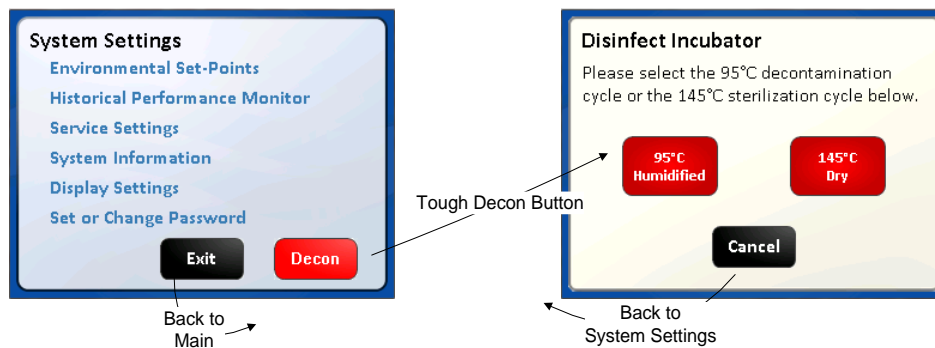 System Settings
Environmental Set-Points
Historical Performance Monitor
Service Settings
System Information
Display Settings
Set or Change Password
Exit
Decon
Back to
Main
Tough Decon Button
Disinfect Incubator
Please select the 95°C decontamination
cycle or the 145°C sterilization cycle below.
95°C
Humidified
145°C
Dry
Cancel
Back to
System Settings